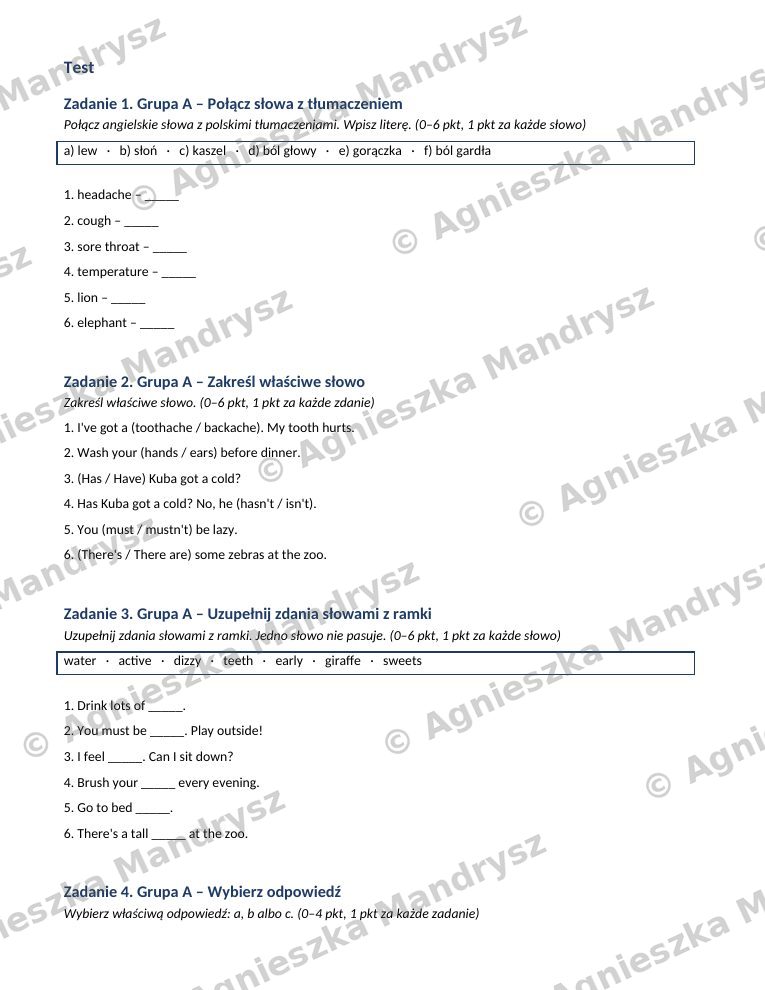 Test
Zadanie 1. Grupa A – Połącz słowa z tłumaczeniem
Połącz angielskie słowa z polskimi tłumaczeniami. Wpisz literę. (0–6 pkt, 1 pkt za każde słowo)
a) lew · b) słoń · c) kaszel · d) ból głowy · e) gorączka · f) ból gardła
1. headache – _____
2. cough – _____
3. sore throat – _____
4. temperature – _____
5. lion – _____
6. elephant – _____
Zadanie 2. Grupa A – Zakreśl właściwe słowo
Zakreśl właściwe słowo. (0–6 pkt, 1 pkt za każde zdanie)
1. I've got a (toothache / backache). My tooth hurts.
2. Wash your (hands / ears) before dinner.
3. (Has / Have) Kuba got a cold?
4. Has Kuba got a cold? No, he (hasn't / isn't).
5. You (must / mustn't) be lazy.
6. (There's / There are) some zebras at the zoo.
Zadanie 3. Grupa A – Uzupełnij zdania słowami z ramki
Uzupełnij zdania słowami z ramki. Jedno słowo nie pasuje. (0–6 pkt, 1 pkt za każde słowo)
water · active · dizzy · teeth · early · giraffe · sweets
1. Drink lots of _____.
2. You must be _____. Play outside!
3. I feel _____. Can I sit down?
4. Brush your _____ every evening.
5. Go to bed _____.
6. There's a tall _____ at the zoo.
Zadanie 4. Grupa A – Wybierz odpowiedź
Wybierz właściwą odpowiedź: a, b albo c. (0–4 pkt, 1 pkt za każde zadanie)
© Agnieszka Mandrysz